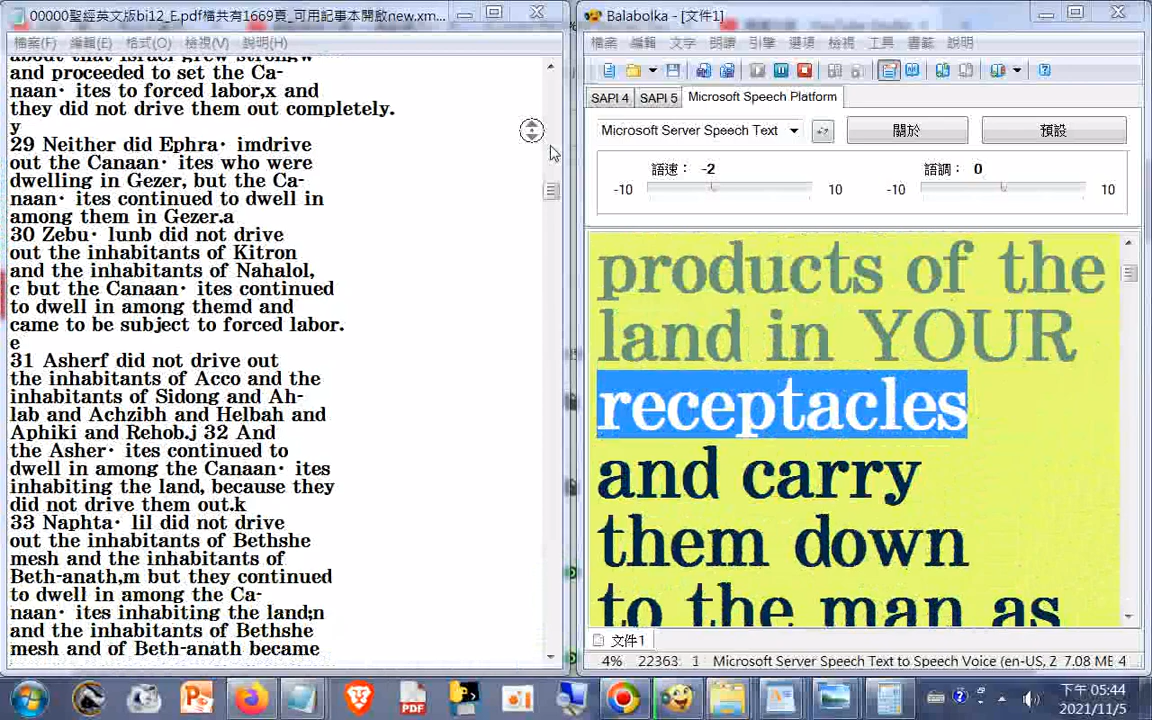 00000聖經英文版bi12_E.pdf檔共有1669頁_可用記事本開啟new.xm...
檔案(F) 編輯(E) 格式(O) 檢視(V) 說明(H)
about that Israel grew strong,w
and proceeded to set the Ca-
naan· ites to forced labor,x and
they did not drive them out completely.
y
29 Neither did Ephra· imdrive
out the Canaan· ites who were
dwelling in Gezer, but the Ca-
naan· ites continued to dwell in
among them in Gezer.a
30 Zebu· lunb did not drive
out the inhabitants of Kitron
and the inhabitants of Nahalol,
c but the Canaan· ites continued
to dwell in among themd and
came to be subject to forced labor.
e
31 Asherf did not drive out
the inhabitants of Acco and the
inhabitants of Sidong and Ah-
lab and Achzibh and Helbah and
Aphiki and Rehob.j 32 And
the Asher· ites continued to
dwell in among the Canaan· ites
inhabiting the land, because they
did not drive them out.k
33 Naphta· lil did not drive
out the inhabitants of Bethshe
mesh and the inhabitants of
Beth-anath,m but they continued
to dwell in among the Ca-
naan· ites inhabiting the land;n
and the inhabitants of Bethshe
mesh and of Beth-anath became
Balabolka - [文件1]
檔案 編輯 文字 朗讀 引擎 選項 檢視 工具 書籤 說明
SAPI 4 SAPI 5 Microsoft Speech Platform
Microsoft Server Speech Text 關於 預設
語速： -2 語調： 0
-10 10 -10 10
products of the
land in YOUR
receptacles
and carry
them down
to the man as
文件1
4% 22363: 1 Microsoft Server Speech Text to Speech Voice (en-US, 2 7.08 ME 4
下午 05:44
2021/11/5